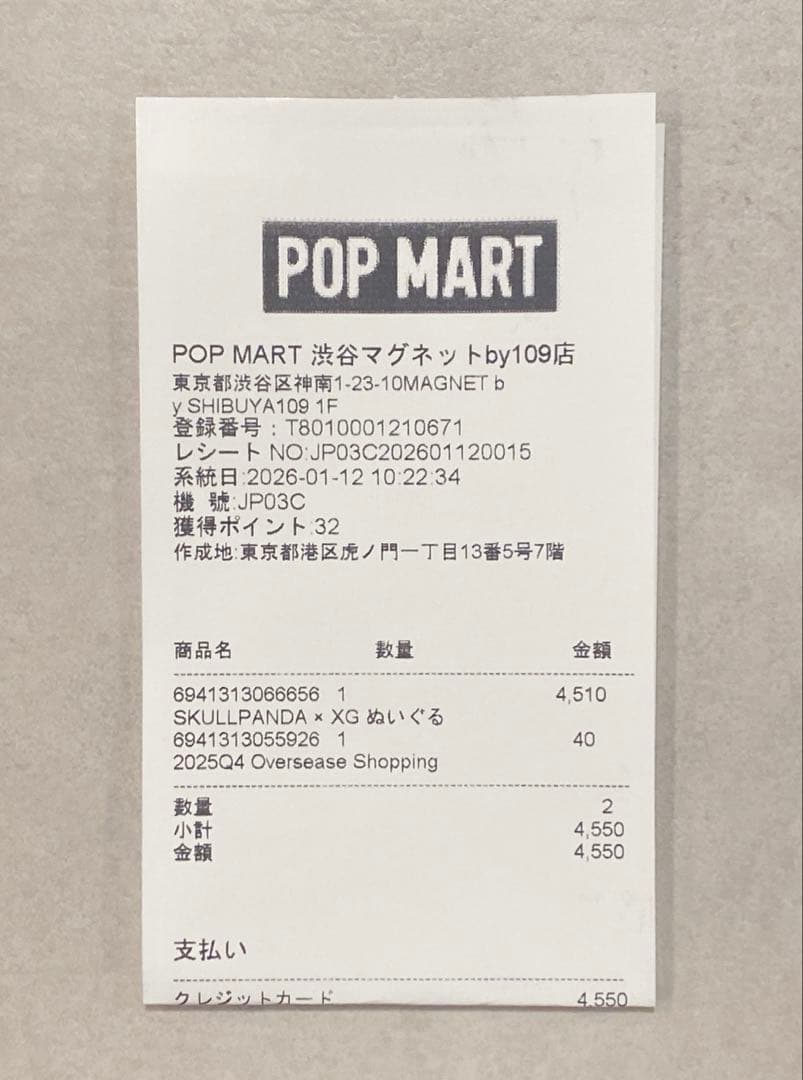 POP MART
POP MART 渋谷マグネットby109店
東京都渋谷区神南1-23-10MAGNET b
y SHIBUYA109 1F
登録番号：T8010001210671
レシート NO:JP03C202601120015
系統日:2026-01-12 10:22:34
機 號:JP03C
獲得ポイント:32
作成地:東京都港区虎ノ門一丁目13番5号7階
商品名 数量 金額
6941313066656 1 4,510
SKULLPANDA × XG ぬいぐる
6941313055926 1 40
2025Q4 Oversease Shopping
数量 2
小計 4,550
金額 4,550
支払い
クレジットカード 4,550